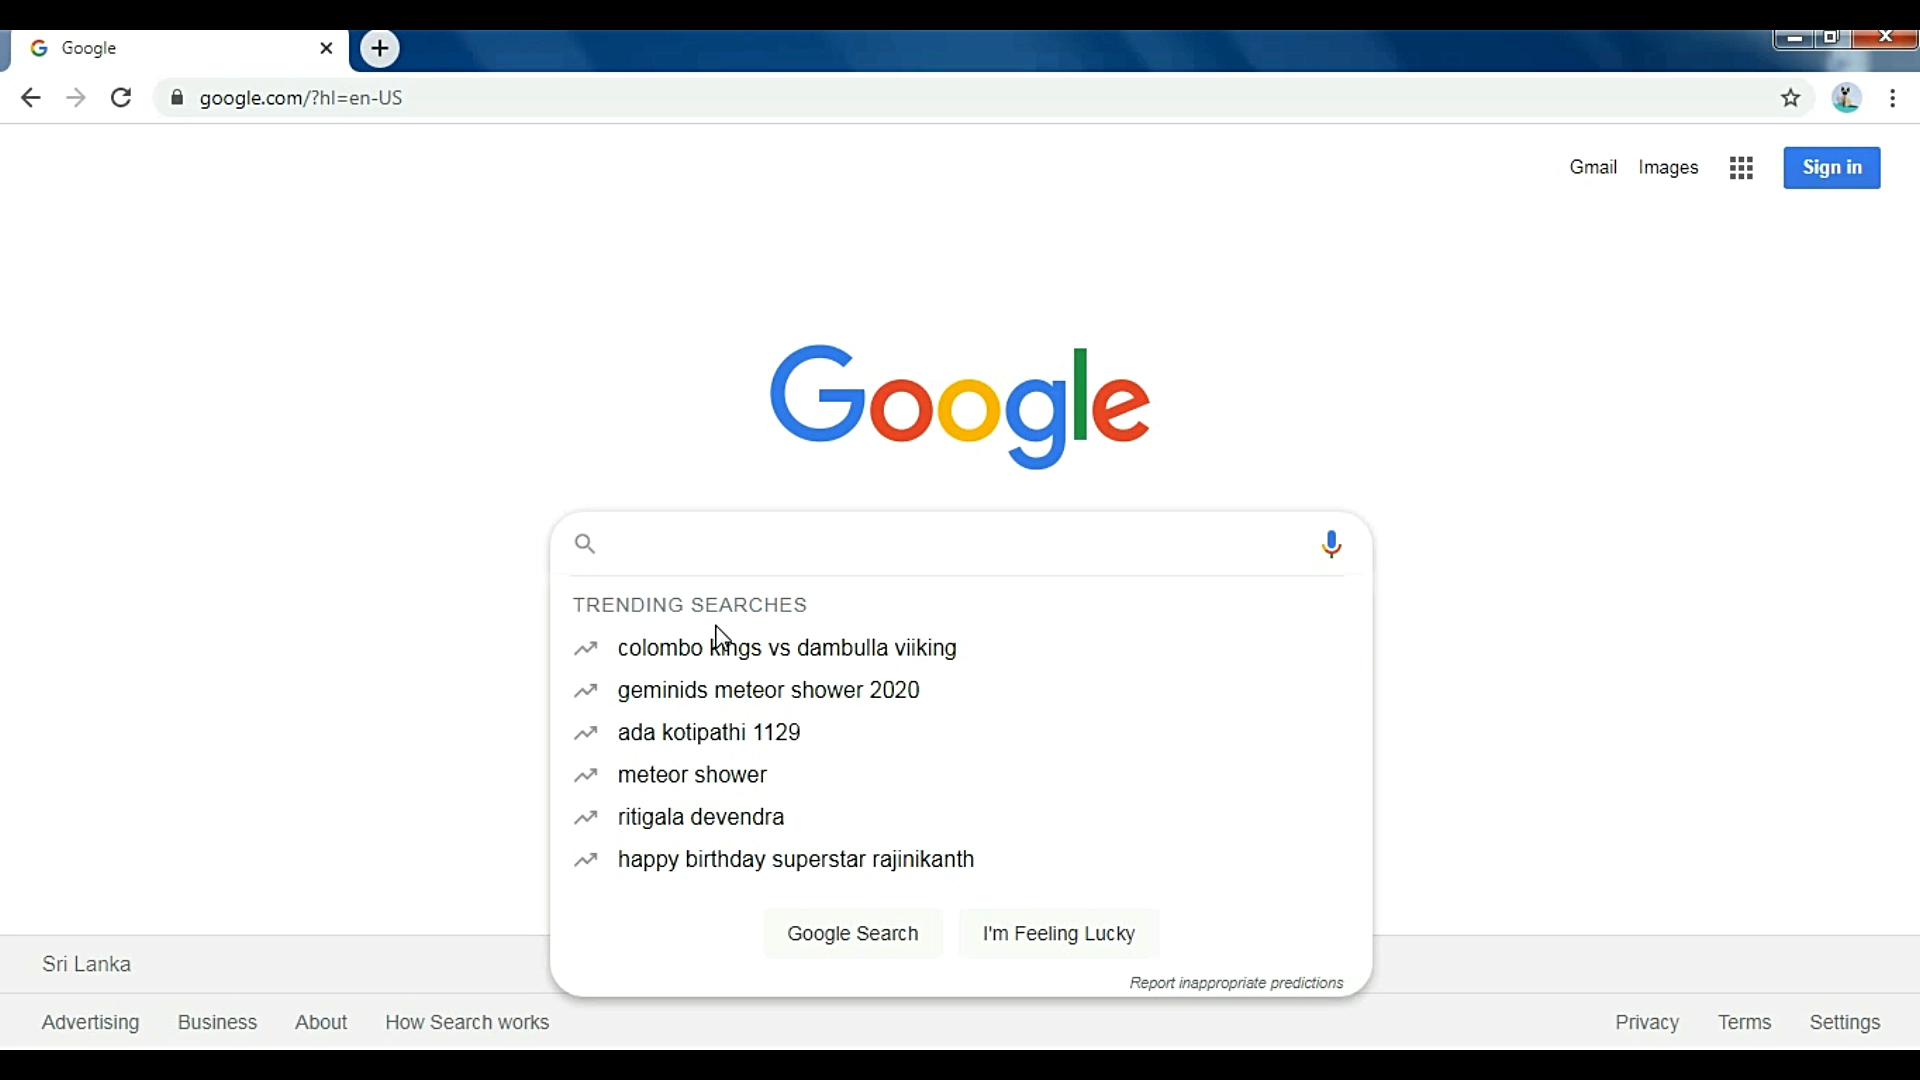 Google
google.com/?hl=en-US
Gmail Images Sign in
Google
TRENDING SEARCHES
colombo kings vs dambulla viiking
geminids meteor shower 2020
ada kotipathi 1129
meteor shower
ritigala devendra
happy birthday superstar rajinikanth
Google Search I'm Feeling Lucky
Report inappropriate predictions
Sri Lanka
Advertising Business About How Search works Privacy Terms Settings